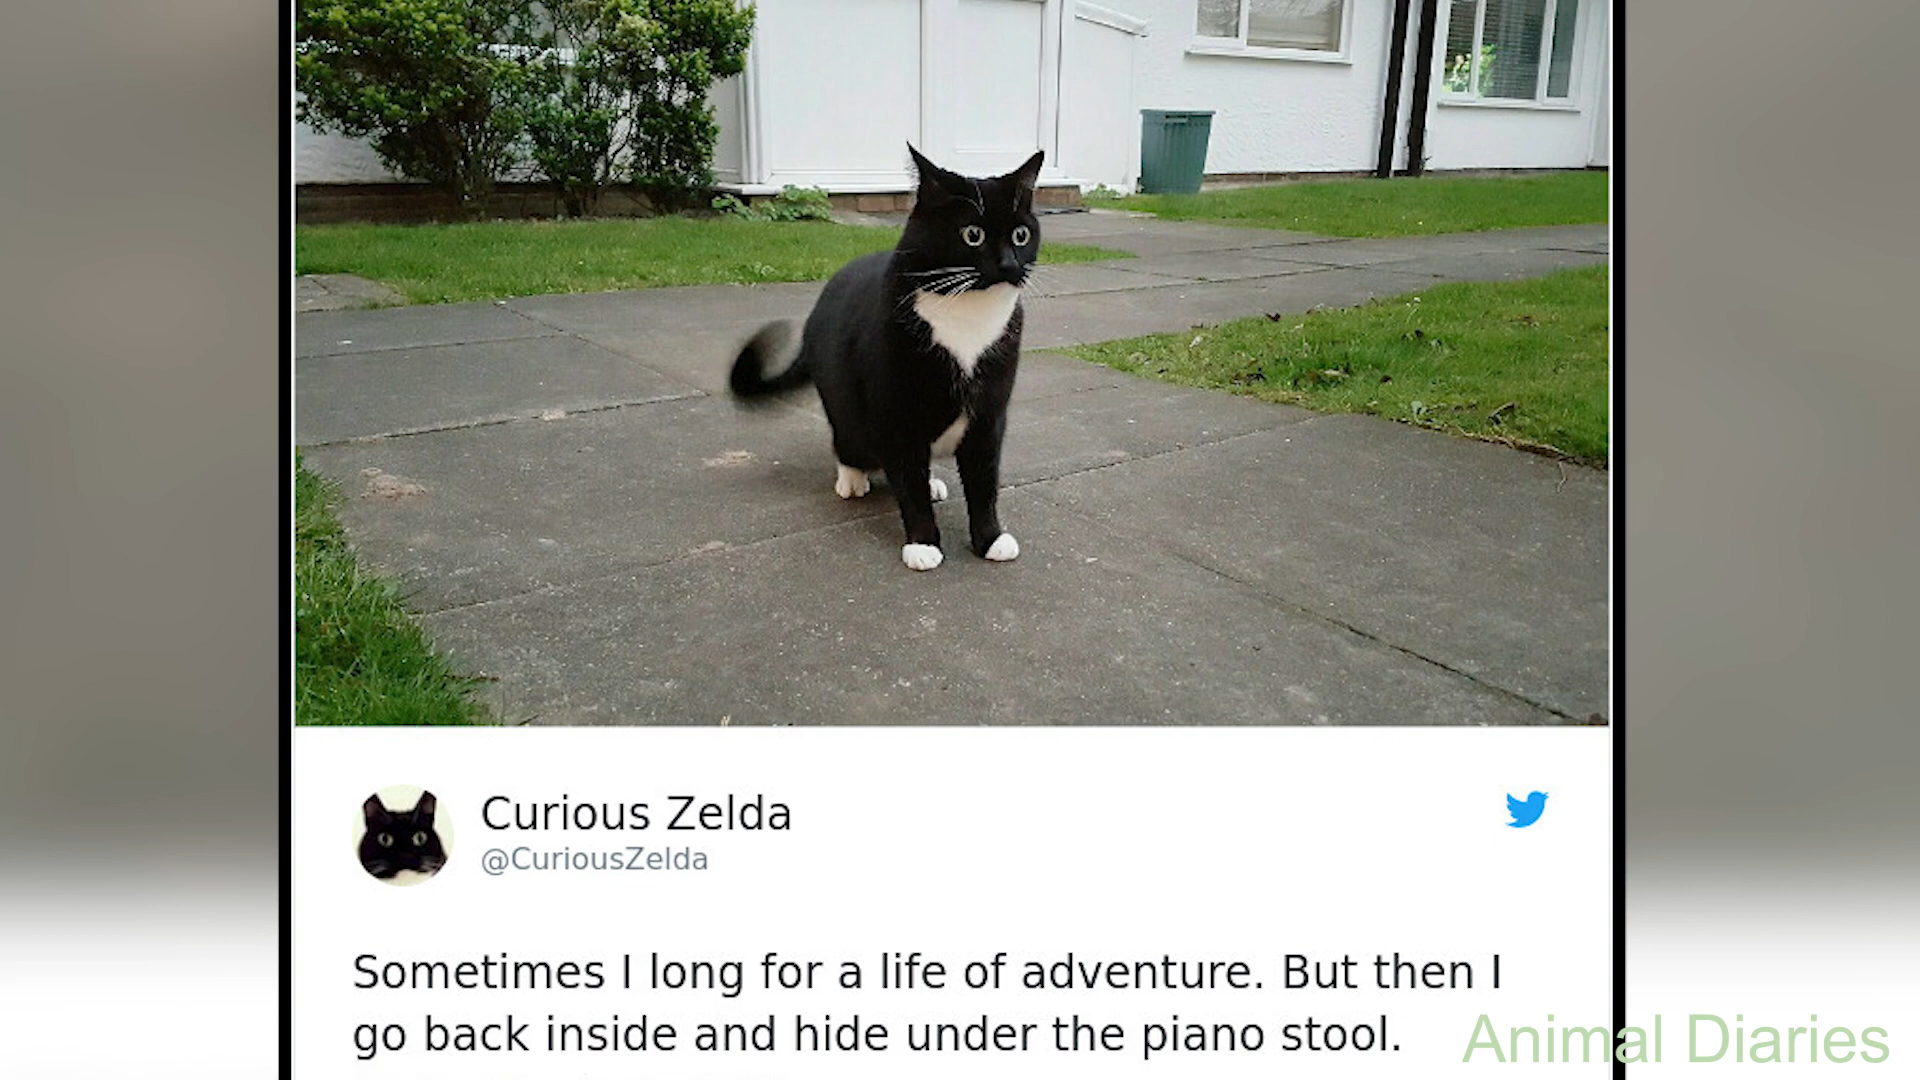 Curious Zelda
@CuriousZelda
Sometimes I long for a life of adventure. But then I
go back inside and hide under the piano stool.
Animal Diaries